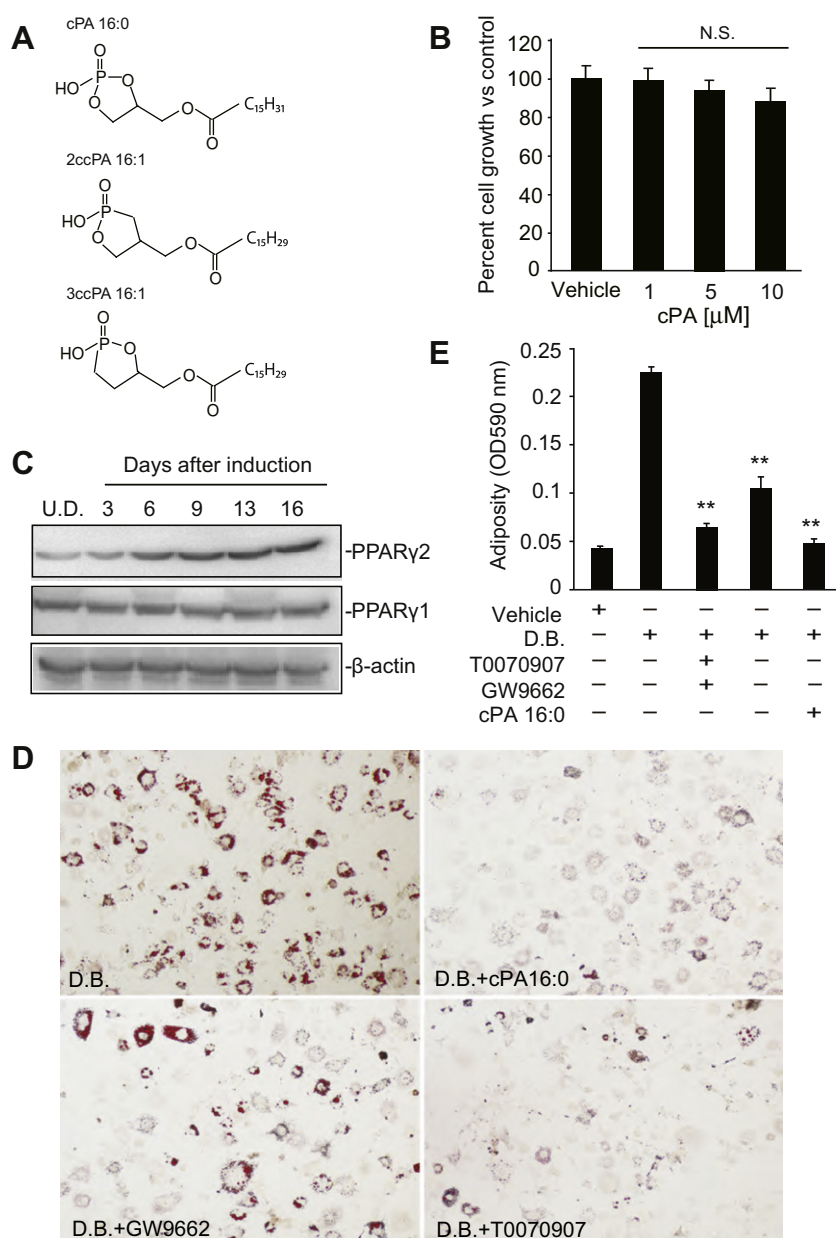 A
cPA 16:0
O
HO P O
O O C15H31
O
2ccPA 16:1
O
HO P
O O C15H29
O
3ccPA 16:1
O
HO P O
O C15H29
O
B
Percent cell growth vs control
120
100
80
60
40
20
0
N.S.
Vehicle 1 5 10
cPA [μM]
C
Days after induction
U.D. 3 6 9 13 16
-PPARγ2
-PPARγ1
-β-actin
E
Adiposity (OD590 nm)
0.25
0.2
0.15
0.1
0.05
0
** ** **
Vehicle + − − − −
D.B. − + + + +
T0070907 − − + − −
GW9662 − − + − −
cPA 16:0 − − − − +
D
D.B.
D.B.+cPA16:0
D.B.+GW9662
D.B.+T0070907